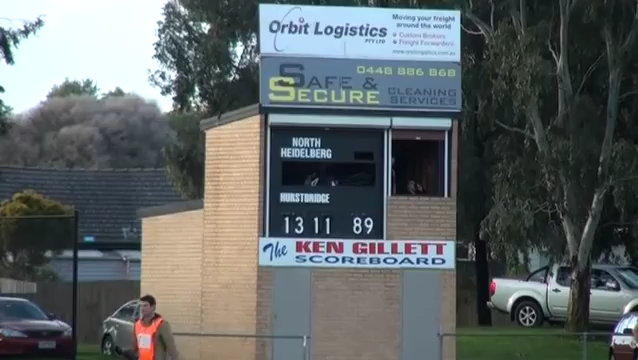 Orbit Logistics
PTY LTD
Moving your freight
around the world
Custom Brokers
Freight Forwarders
SAFE &
SECURE
0448 886 868
CLEANING
SERVICES
NORTH
HEIDELBERG
HURSTBRIDGE
13 11 89
The KEN GILLETT
SCOREBOARD